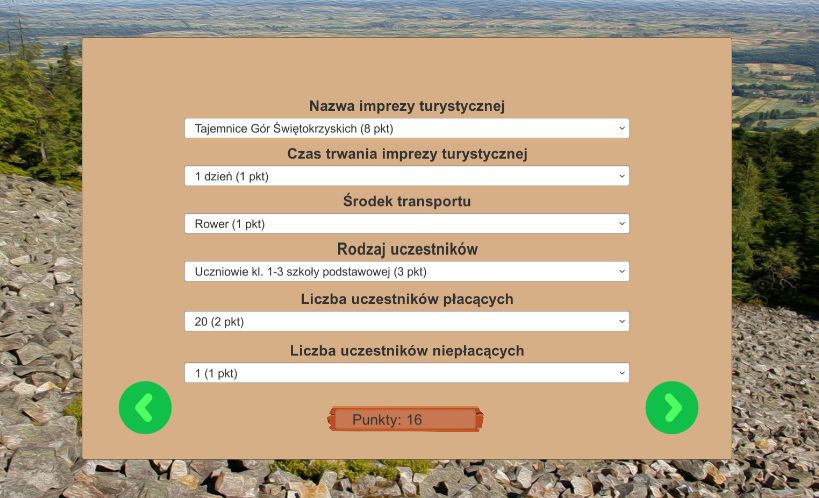 Nazwa imprezy turystycznej
Tajemnice Gór Świętokrzyskich (8 pkt)
Czas trwania imprezy turystycznej
1 dzień (1 pkt)
Środek transportu
Rower (1 pkt)
Rodzaj uczestników
Uczniowie kl. 1-3 szkoły podstawowej (3 pkt)
Liczba uczestników płacących
20 (2 pkt)
Liczba uczestników niepłacących
1 (1 pkt)
Punkty: 16